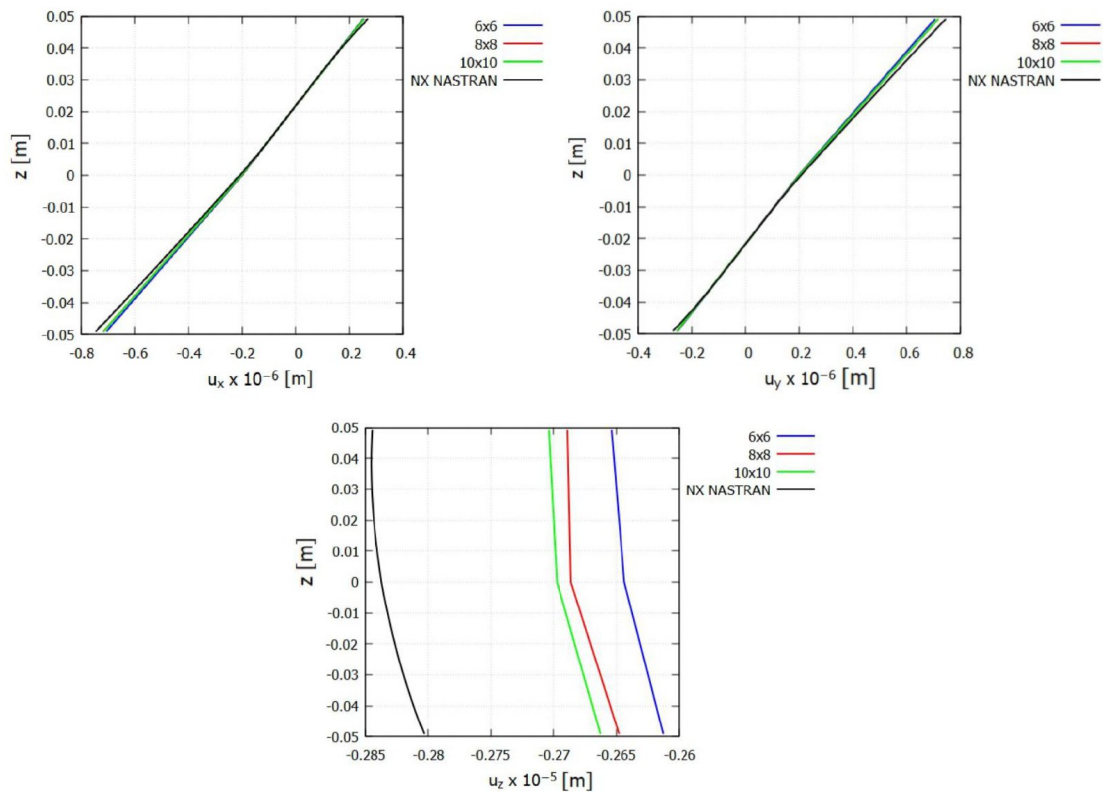 0.05
0.04
0.03
0.02
0.01
0
-0.01
-0.02
-0.03
-0.04
-0.05
z [m]
-0.8 -0.6 -0.4 -0.2 0 0.2 0.4
u_x x 10^-6 [m]
6x6
8x8
10x10
NX NASTRAN
0.05
0.04
0.03
0.02
0.01
0
-0.01
-0.02
-0.03
-0.04
-0.05
z [m]
-0.4 -0.2 0 0.2 0.4 0.6 0.8
u_y x 10^-6 [m]
6x6
8x8
10x10
NX NASTRAN
0.05
0.04
0.03
0.02
0.01
0
-0.01
-0.02
-0.03
-0.04
-0.05
z [m]
-0.285 -0.28 -0.275 -0.27 -0.265 -0.26
u_z x 10^-5 [m]
6x6
8x8
10x10
NX NASTRAN